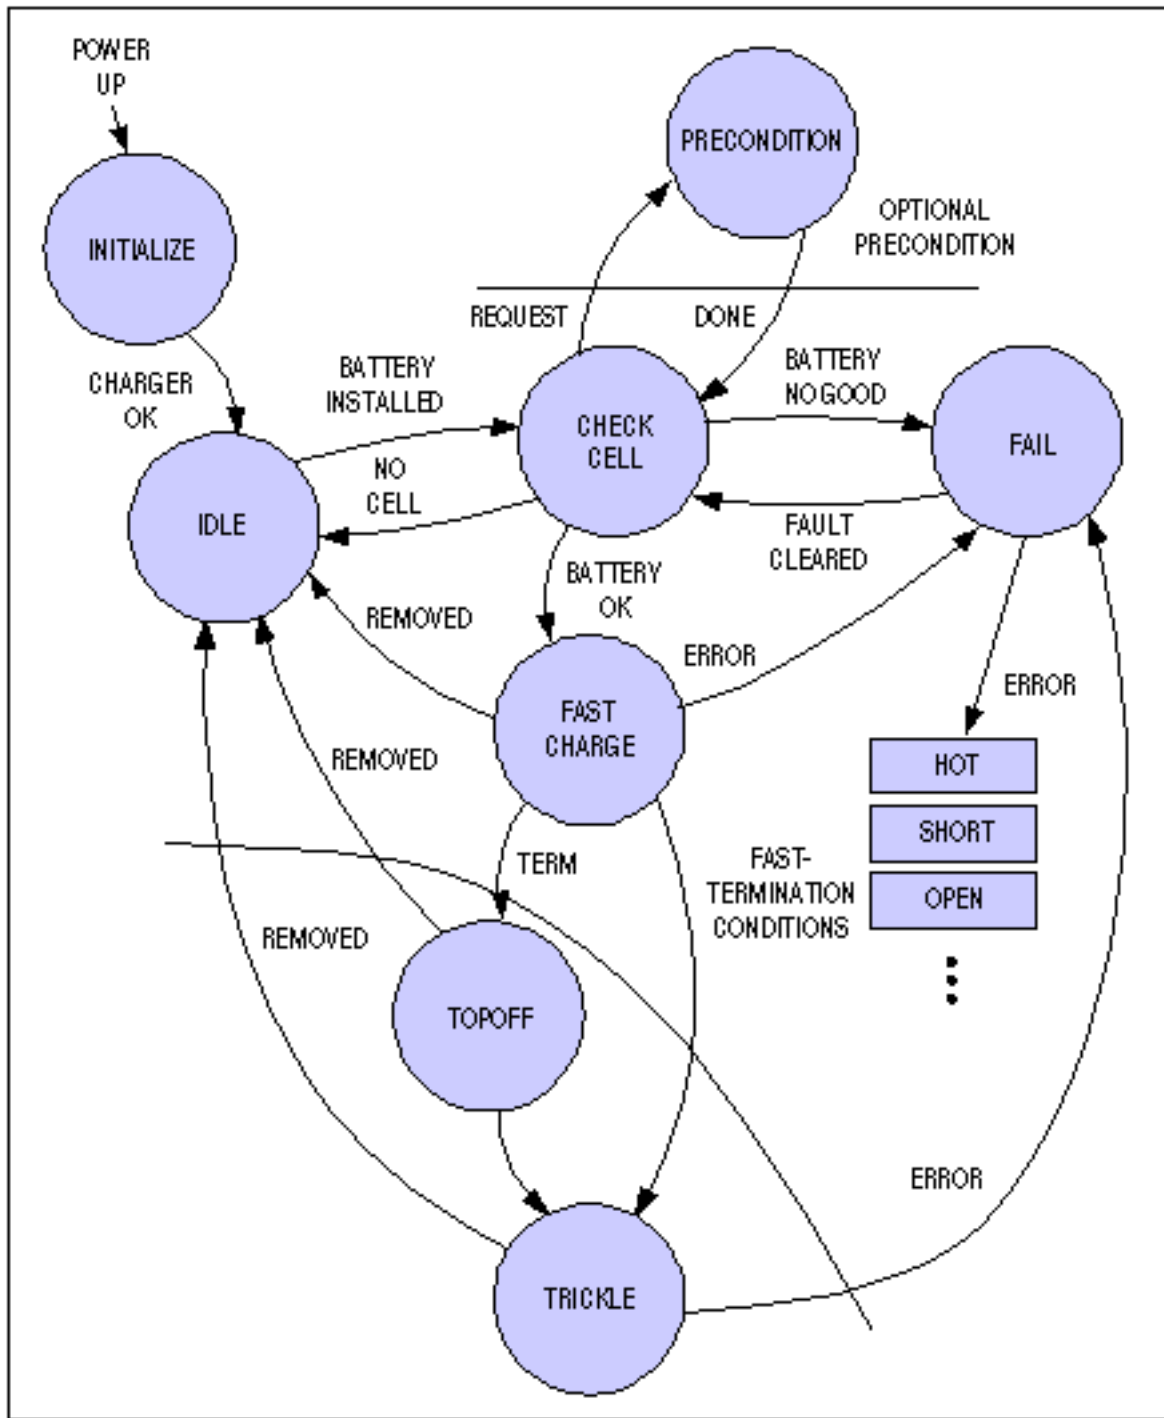 POWER
UP
PRECONDITION
OPTIONAL
PRECONDITION
INITIALIZE
REQUEST
DONE
BATTERY
INSTALLED
BATTERY
NO GOOD
CHARGER
OK
CHECK
CELL
FAIL
NO
CELL
IDLE
FAULT
CLEARED
BATTERY
OK
REMOVED
ERROR
ERROR
FAST
CHARGE
REMOVED
HOT
SHORT
OPEN
TERM
FAST-
TERMINATION
CONDITIONS
REMOVED
TOPOFF
ERROR
TRICKLE